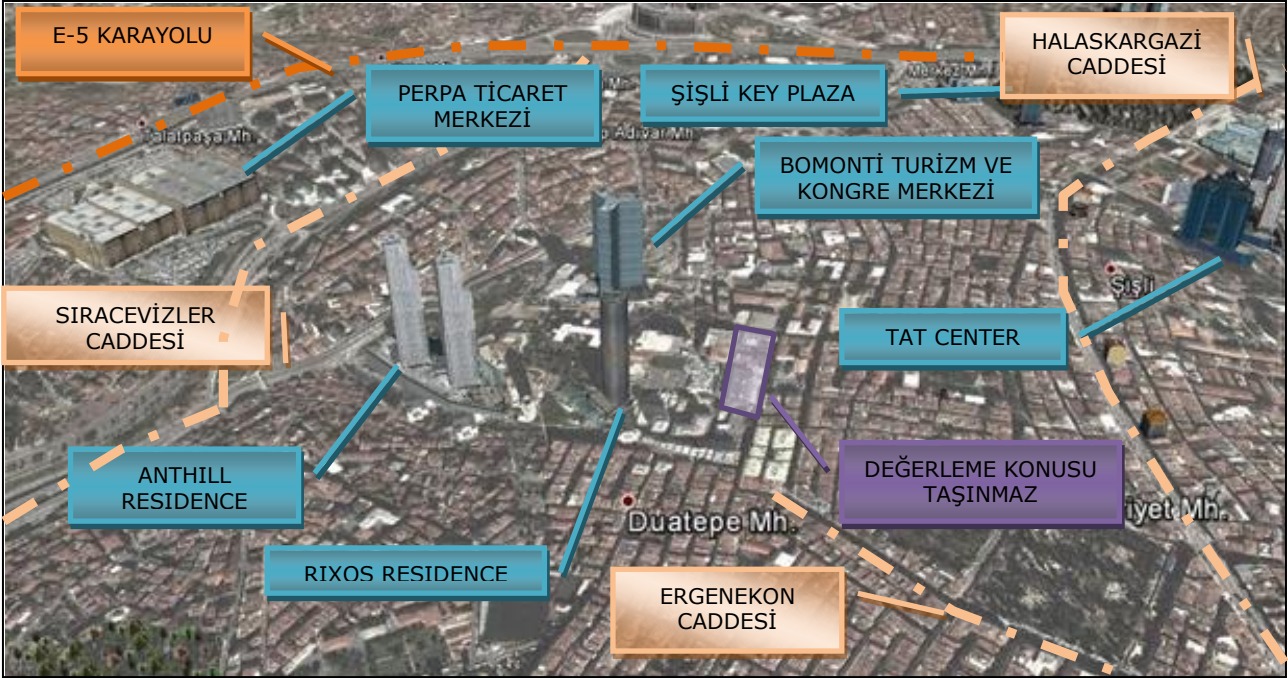 E-5 KARAYOLU
HALASKARGAZİ
CADDESİ
PERPA TİCARET
MERKEZİ
ŞİŞLİ KEY PLAZA
BOMONTİ TURİZM VE
KONGRE MERKEZİ
SIRACEVİZLER
CADDESİ
Şişli
TAT CENTER
ANTHILL
RESIDENCE
DEĞERLEME KONUSU
TAŞINMAZ
Duatepe Mh.
RIXOS RESIDENCE
ERGENEKON
CADDESİ